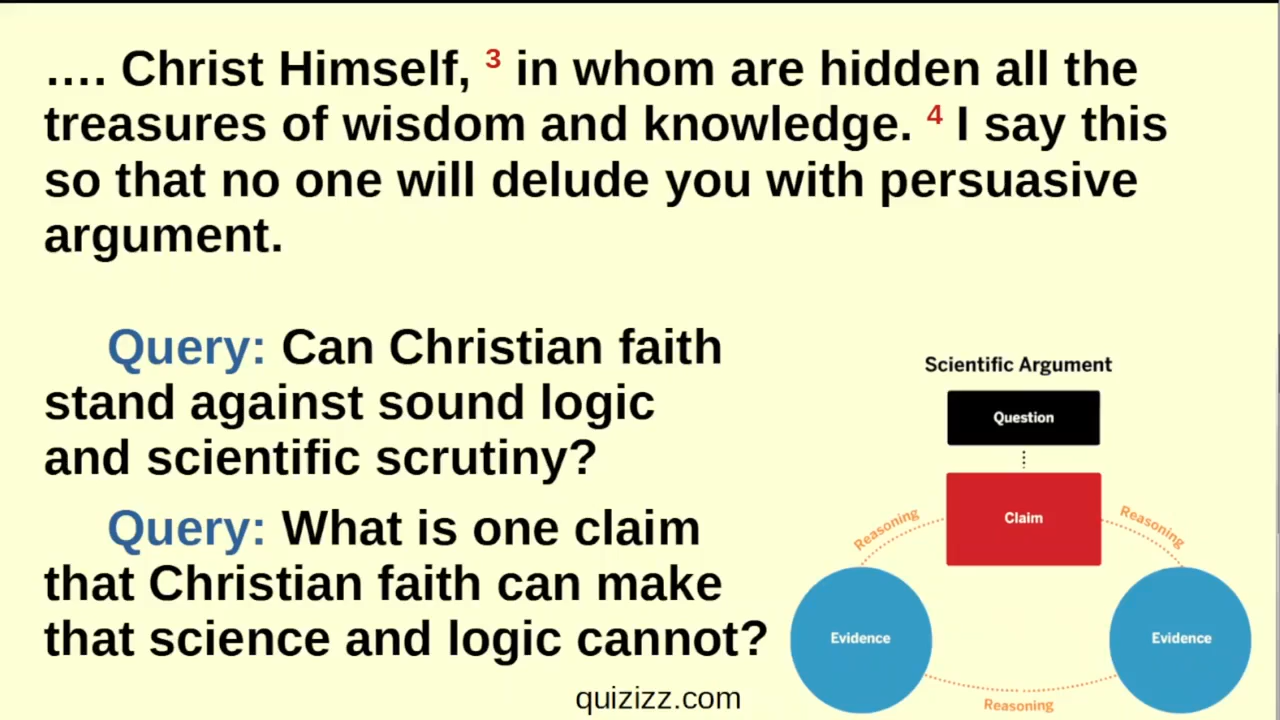 .... Christ Himself, 3 in whom are hidden all the
treasures of wisdom and knowledge. 4 I say this
so that no one will delude you with persuasive
argument.
Query: Can Christian faith
stand against sound logic
and scientific scrutiny?
Query: What is one claim
that Christian faith can make
that science and logic cannot?
quizizz.com
Scientific Argument
Question
Claim
Reasoning
Reasoning
Evidence
Evidence
Reasoning